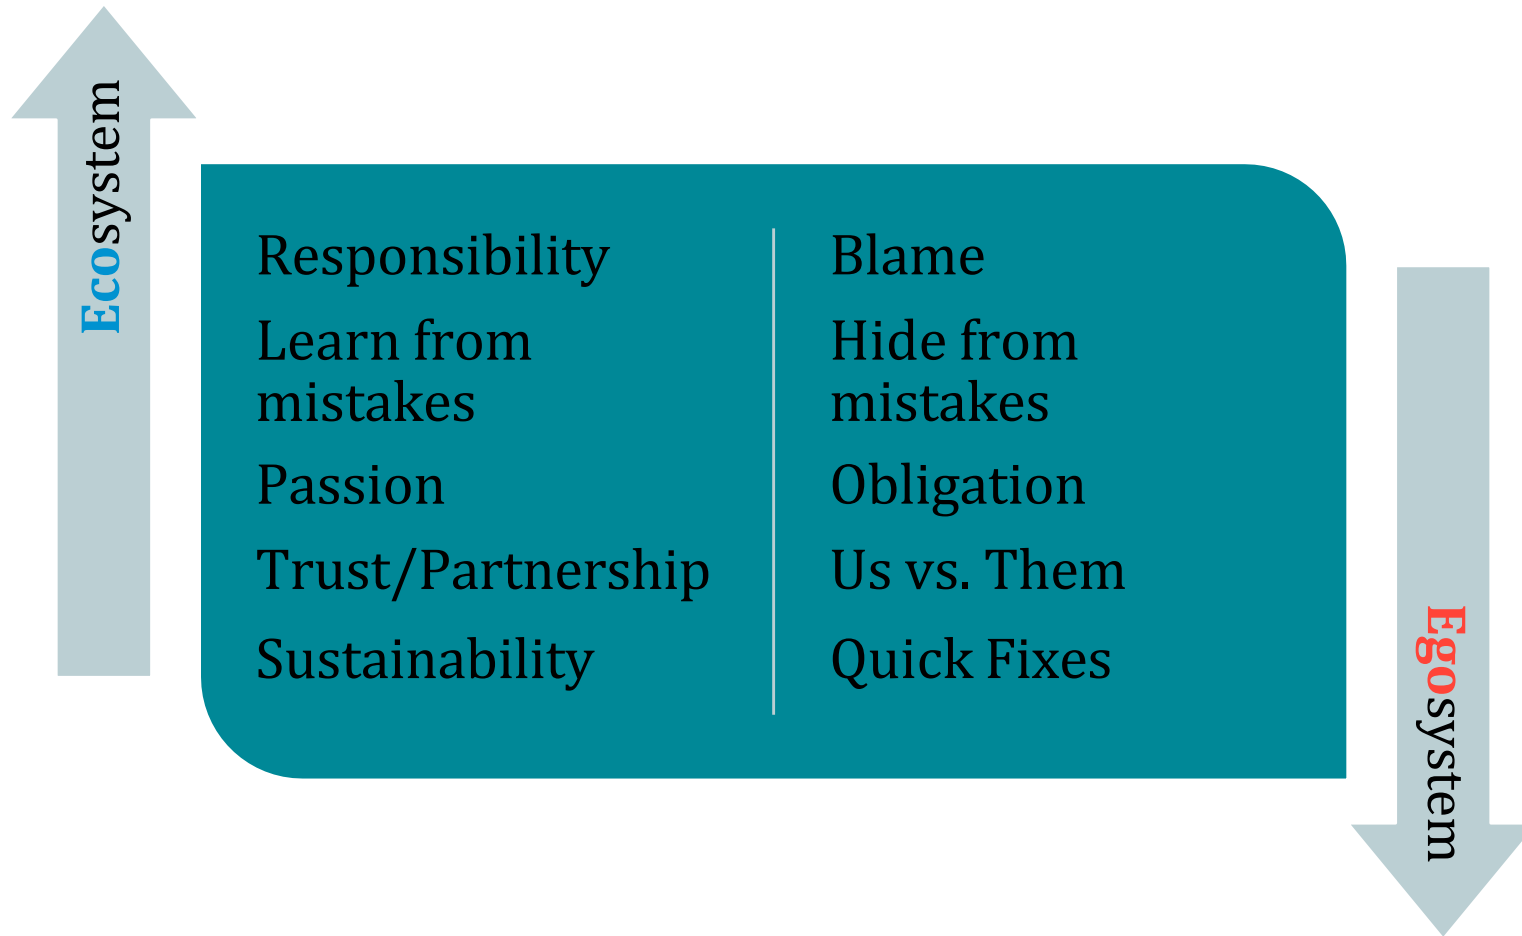 Ecosystem
Responsibility
Learn from
mistakes
Passion
Trust/Partnership
Sustainability
Blame
Hide from
mistakes
Obligation
Us vs. Them
Quick Fixes
Egosystem